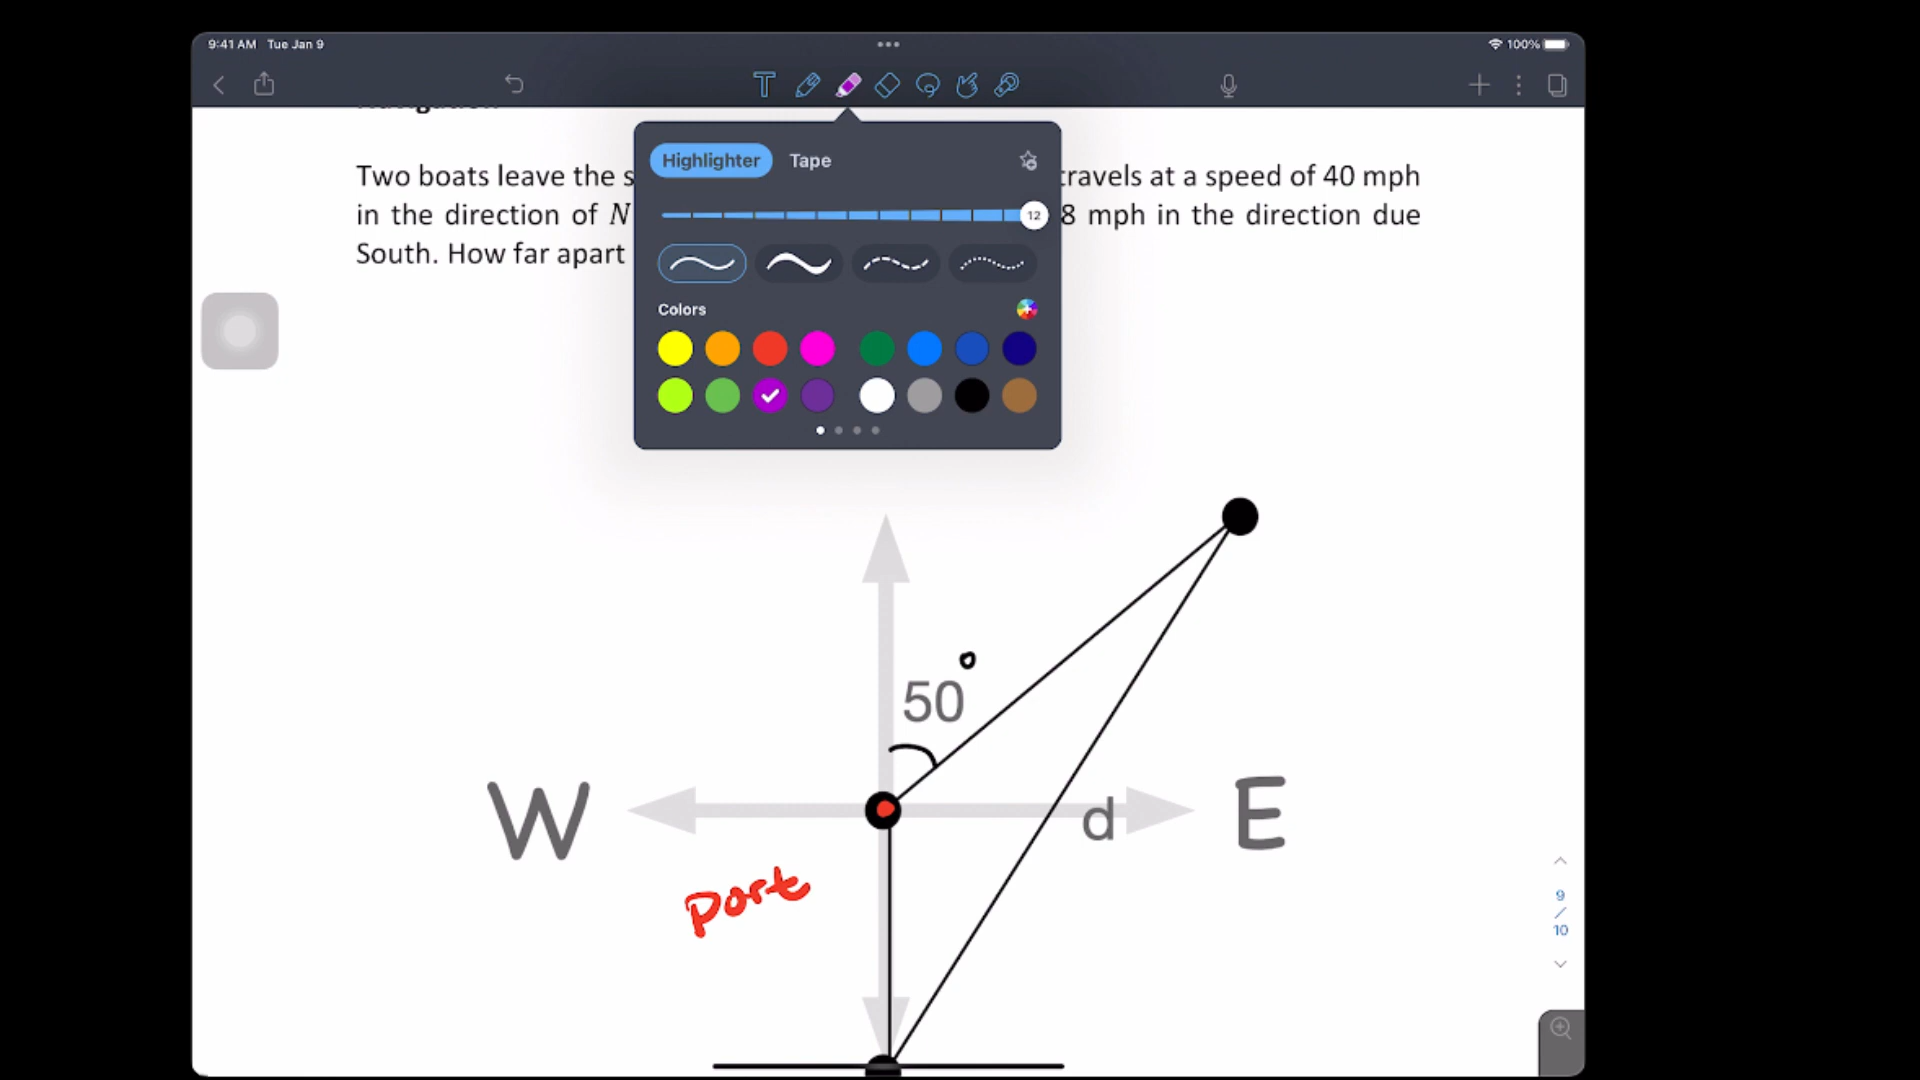 9:41 AM Tue Jan 9
100%
Highlighter Tape
12
Colors
Two boats leave the travels at a speed of 40 mph
in the direction of N 8 mph in the direction due
South. How far apart
50°
W
d
E
port
9
/
10